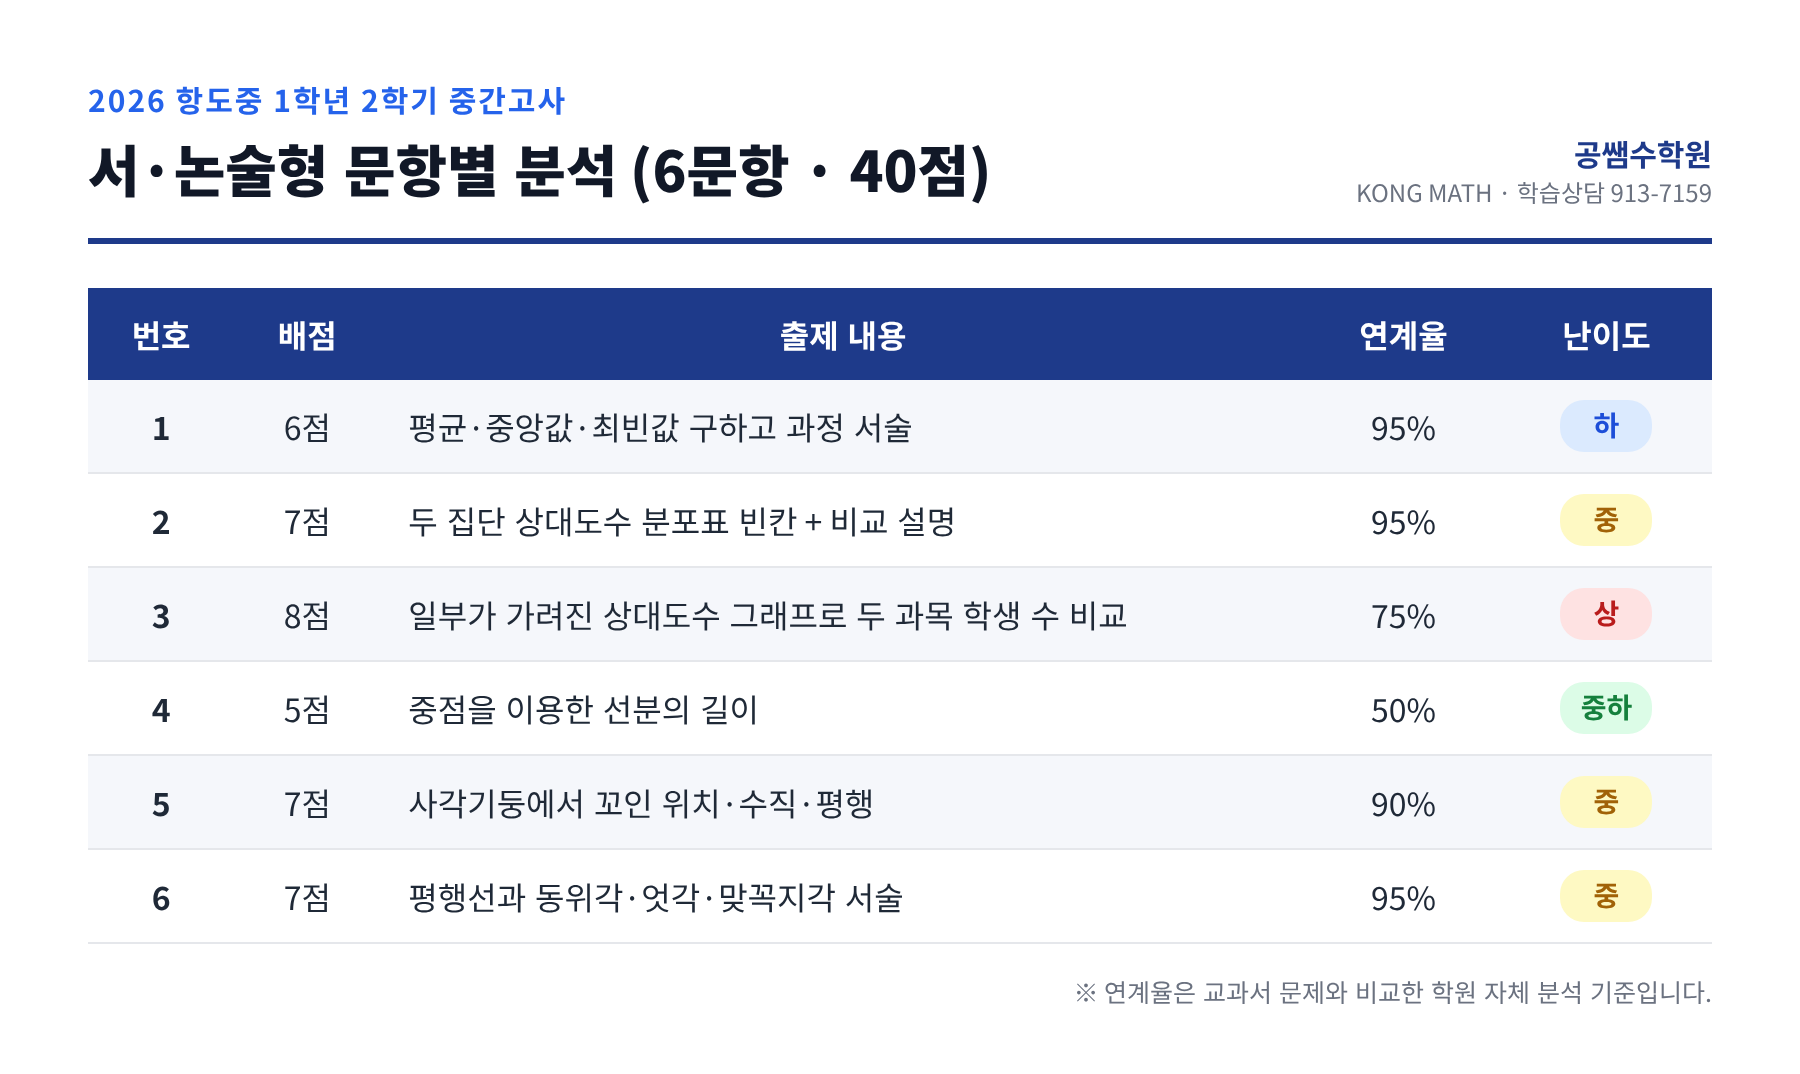 2026 항도중 1학년 2학기 중간고사
서·논술형 문항별 분석 (6문항 · 40점)
공쌤수학원
KONG MATH · 학습상담 913-7159
번호 배점 출제 내용 연계율 난이도
1 6점 평균·중앙값·최빈값 구하고 과정 서술 95% 하
2 7점 두 집단 상대도수 분포표 빈칸 + 비교 설명 95% 중
3 8점 일부가 가려진 상대도수 그래프로 두 과목 학생 수 비교 75% 상
4 5점 중점을 이용한 선분의 길이 50% 중하
5 7점 사각기둥에서 꼬인 위치·수직·평행 90% 중
6 7점 평행선과 동위각·엇각·맞꼭지각 서술 95% 중
※ 연계율은 교과서 문제와 비교한 학원 자체 분석 기준입니다.